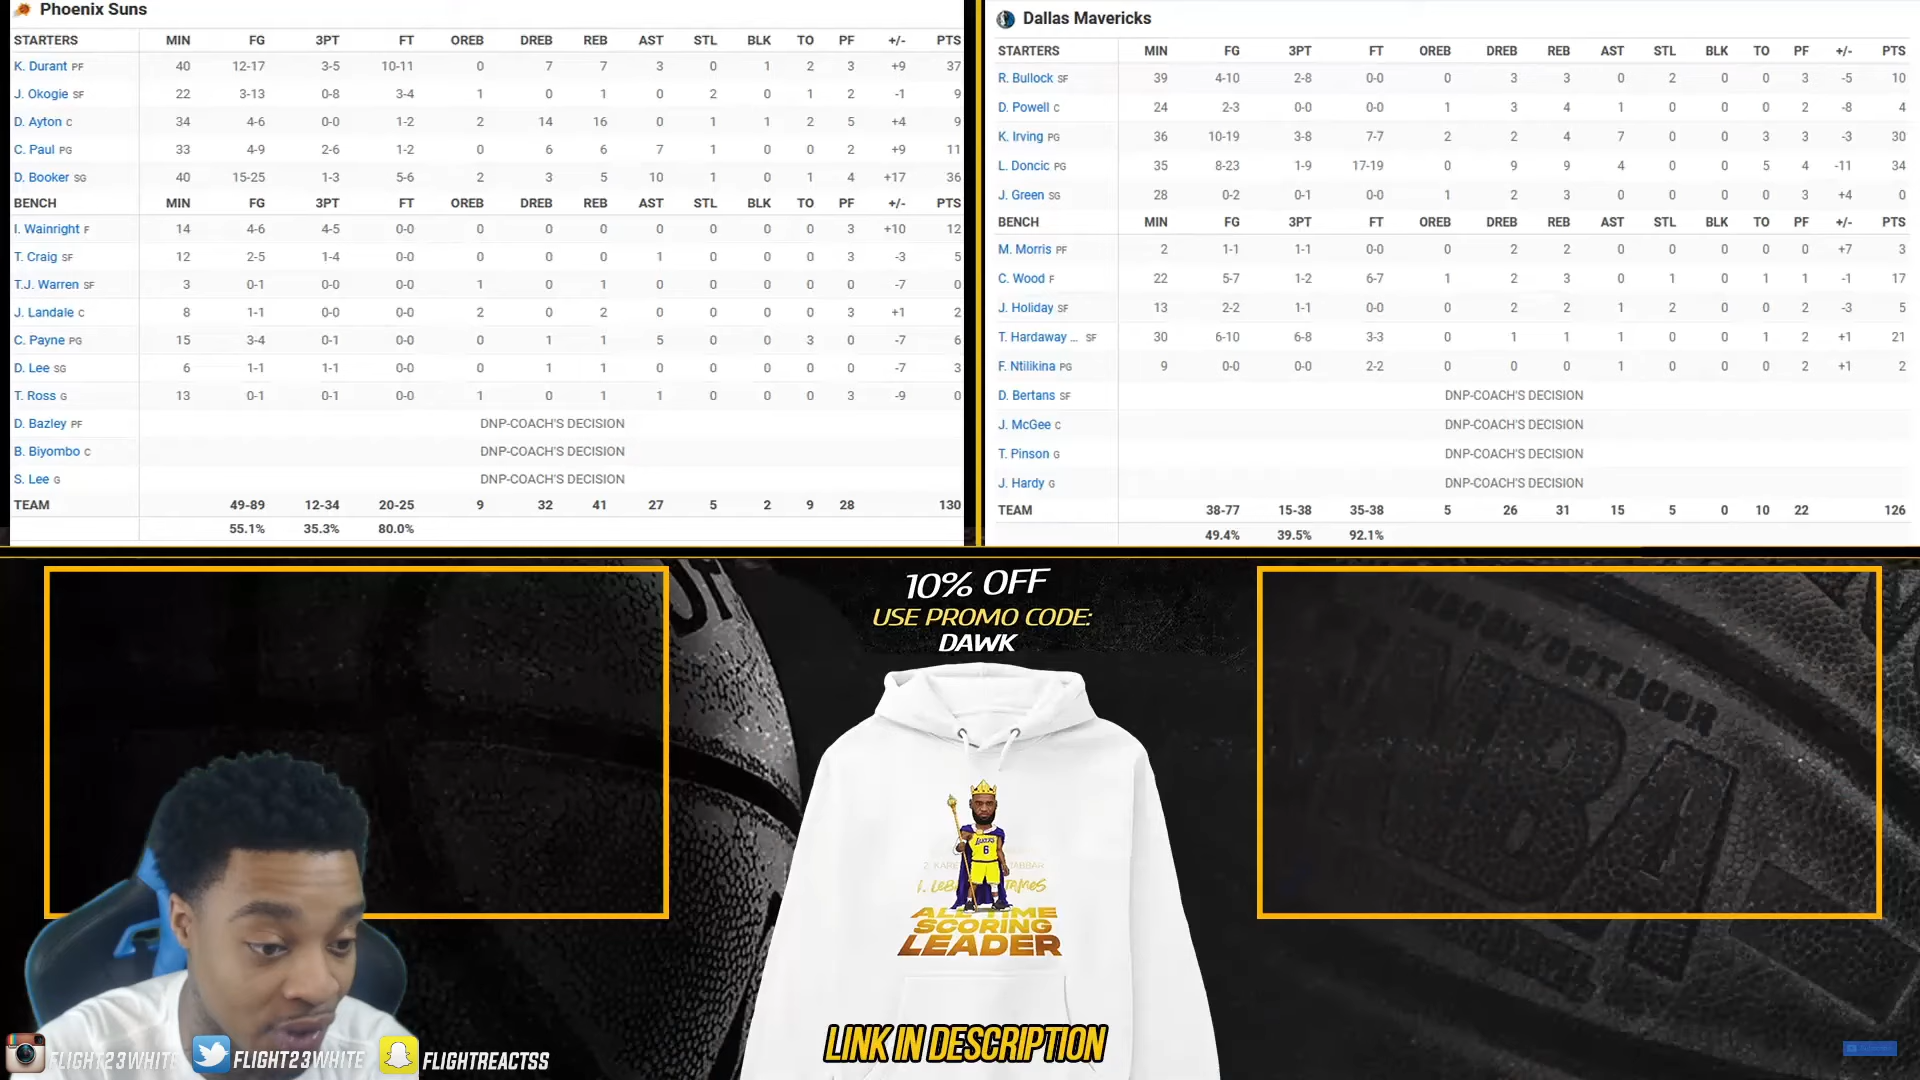 Phoenix Suns
STARTERS MIN FG 3PT FT OREB DREB REB AST STL BLK TO PF +/- PTS
K. Durant PF 40 12-17 3-5 10-11 0 7 7 3 0 1 2 3 +9 37
J. Okogie SF 22 3-13 0-8 3-4 1 0 1 0 2 0 1 2 -1 9
D. Ayton C 34 4-6 0-0 1-2 2 14 16 0 1 1 2 5 +4 9
C. Paul PG 33 4-9 2-6 1-2 0 6 6 7 1 0 0 2 +9 11
D. Booker SG 40 15-25 1-3 5-6 2 3 5 10 1 0 1 4 +17 36
BENCH MIN FG 3PT FT OREB DREB REB AST STL BLK TO PF +/- PTS
I. Wainright F 14 4-6 4-5 0-0 0 0 0 0 0 0 0 3 +10 12
T. Craig SF 12 2-5 1-4 0-0 0 0 0 1 0 0 0 3 -3 5
T.J. Warren SF 3 0-1 0-0 0-0 1 0 1 0 0 0 0 0 -7 0
J. Landale C 8 1-1 0-0 0-0 2 0 2 0 0 0 0 3 +1 2
C. Payne PG 15 3-4 0-1 0-0 0 1 1 5 0 0 3 0 -7 6
D. Lee SG 6 1-1 1-1 0-0 0 1 1 0 0 0 0 0 -7 3
T. Ross G 13 0-1 0-1 0-0 1 0 1 1 0 0 0 3 -9 0
D. Bazley PF DNP-COACH'S DECISION
B. Biyombo C DNP-COACH'S DECISION
S. Lee G DNP-COACH'S DECISION
TEAM 49-89 12-34 20-25 9 32 41 27 5 2 9 28 130
55.1% 35.3% 80.0%
Dallas Mavericks
STARTERS MIN FG 3PT FT OREB DREB REB AST STL BLK TO PF +/- PTS
R. Bullock SF 39 4-10 2-8 0-0 0 3 3 0 2 0 0 3 -5 10
D. Powell C 24 2-3 0-0 0-0 1 3 4 1 0 0 0 2 -8 4
K. Irving PG 36 10-19 3-8 7-7 2 2 4 7 0 0 3 3 -3 30
L. Doncic PG 35 8-23 1-9 17-19 0 9 9 4 0 0 5 4 -11 34
J. Green SG 28 0-2 0-1 0-0 1 2 3 0 0 0 0 3 +4 0
BENCH MIN FG 3PT FT OREB DREB REB AST STL BLK TO PF +/- PTS
M. Morris PF 2 1-1 1-1 0-0 0 2 2 0 0 0 0 0 +7 3
C. Wood F 22 5-7 1-2 6-7 1 2 3 0 1 0 1 1 -1 17
J. Holiday SF 13 2-2 1-1 0-0 0 2 2 1 2 0 0 2 -3 5
T. Hardaway ... SF 30 6-10 6-8 3-3 0 1 1 1 0 0 1 2 +1 21
F. Ntilikina PG 9 0-0 0-0 2-2 0 0 0 1 0 0 0 2 +1 2
D. Bertans SF DNP-COACH'S DECISION
J. McGee C DNP-COACH'S DECISION
T. Pinson G DNP-COACH'S DECISION
J. Hardy G DNP-COACH'S DECISION
TEAM 38-77 15-38 35-38 5 26 31 15 5 0 10 22 126
49.4% 39.5% 92.1%
10% OFF
USE PROMO CODE:
DAWK
INDOOR/OUTDOOR
LAKERS
6
ALL TIME
SCORING
LEADER
LINK IN DESCRIPTION
FLIGHT23WHITE
FLIGHT23WHITE
FLIGHTREACTSS